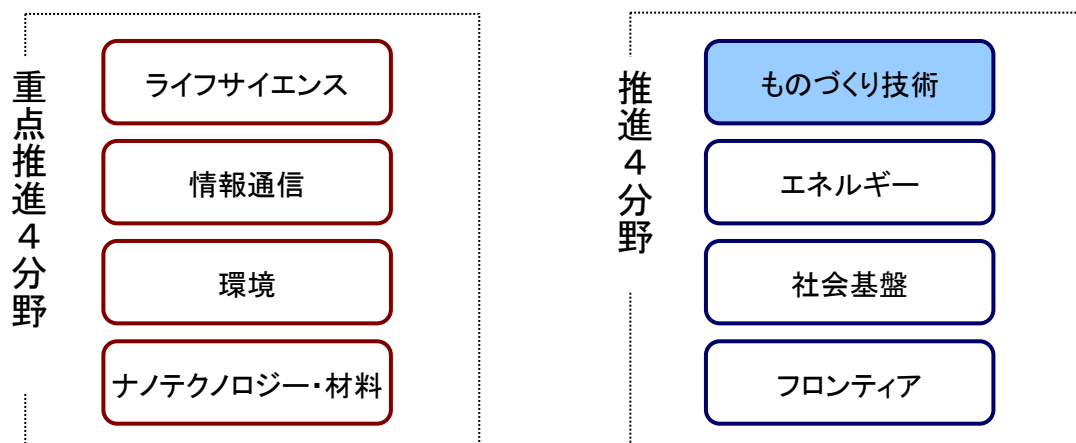 重点推進4分野
ライフサイエンス
情報通信
環境
ナノテクノロジー・材料
推進4分野
ものづくり技術
エネルギー
社会基盤
フロンティア